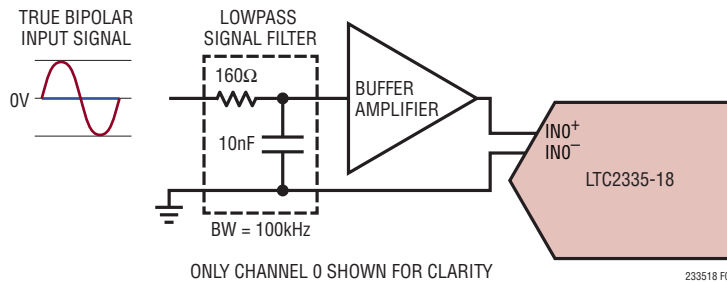 TRUE BIPOLAR
INPUT SIGNAL
LOWPASS
SIGNAL FILTER
160Ω
0V
BUFFER
AMPLIFIER
10nF
IN0+
IN0−
LTC2335-18
BW = 100kHz
ONLY CHANNEL 0 SHOWN FOR CLARITY
233518